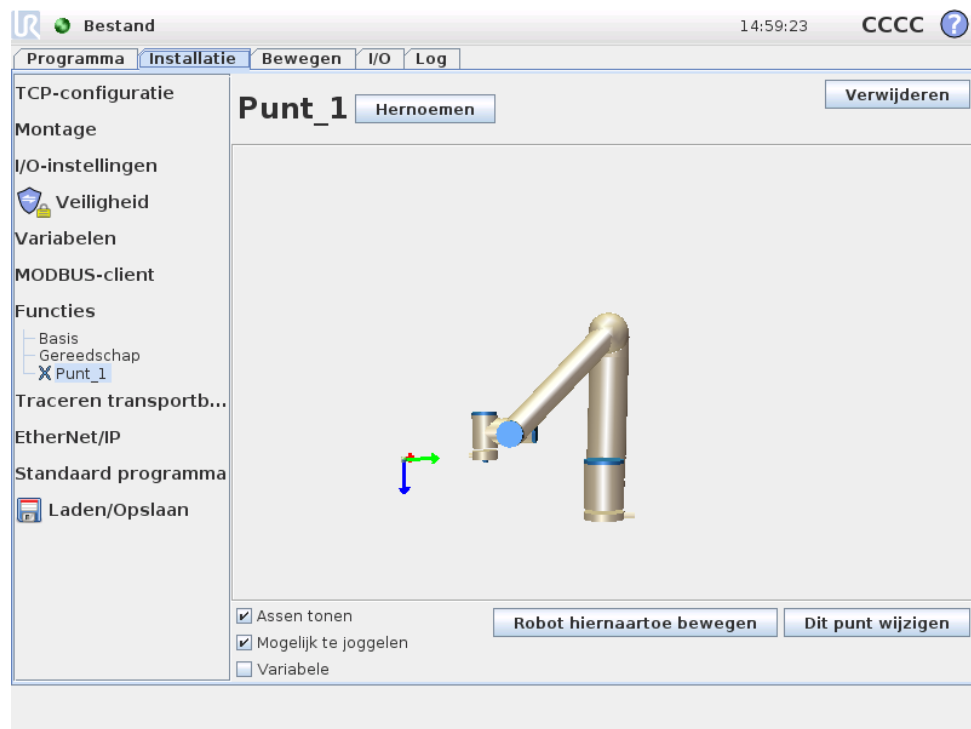 UR Bestand 14:59:23 CCCC ?
Programma Installatie Bewegen I/O Log
TCP-configuratie
Montage
I/O-instellingen
Veiligheid
Variabelen
MODBUS-client
Functies
Basis
Gereedschap
Punt_1
Traceren transportb...
EtherNet/IP
Standaard programma
Laden/Opslaan
Punt_1 Hernoemen Verwijderen
Assen tonen
Mogelijk te joggelen
Variabele
Robot hiernaartoe bewegen Dit punt wijzigen